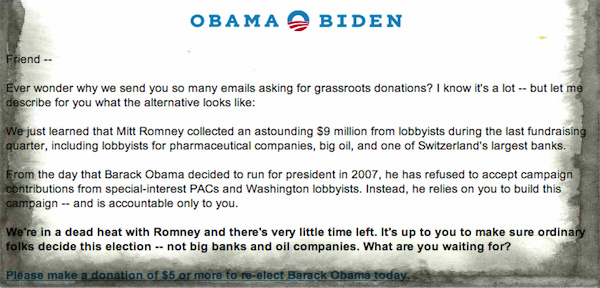 OBAMA BIDEN
Friend --
Ever wonder why we send you so many emails asking for grassroots donations? I know it's a lot -- but let me
describe for you what the alternative looks like:
We just learned that Mitt Romney collected an astounding $9 million from lobbyists during the last fundraising
quarter, including lobbyists for pharmaceutical companies, big oil, and one of Switzerland's largest banks.
From the day that Barack Obama decided to run for president in 2007, he has refused to accept campaign
contributions from special-interest PACs and Washington lobbyists. Instead, he relies on you to build this
campaign -- and is accountable only to you.
We're in a dead heat with Romney and there's very little time left. It's up to you to make sure ordinary
folks decide this election -- not big banks and oil companies. What are you waiting for?
Please make a donation of $5 or more to re-elect Barack Obama today.